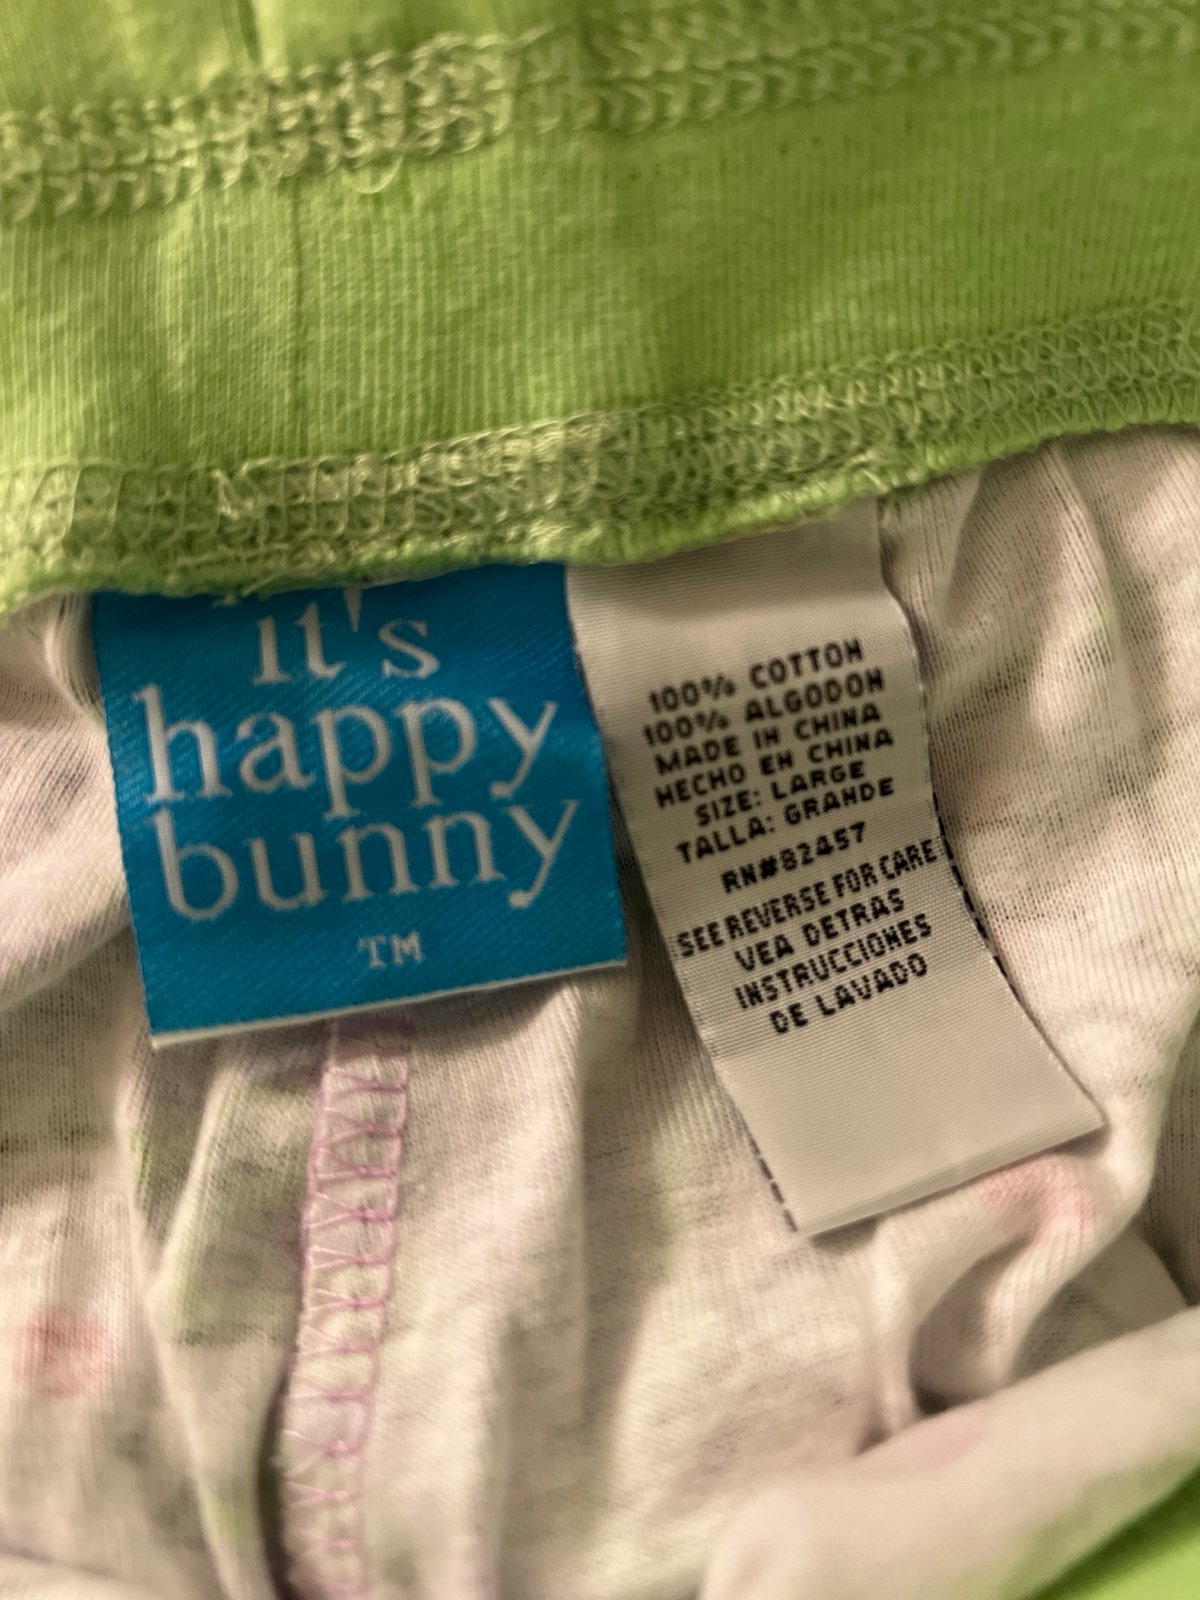 it's
happy
bunny
TM
100% COTTON
100% ALGODON
MADE IN CHINA
HECHO EN CHINA
SIZE: LARGE
TALLA: GRANDE
RN#82457
SEE REVERSE FOR CARE
VEA DETRAS
INSTRUCCIONES
DE LAVADO